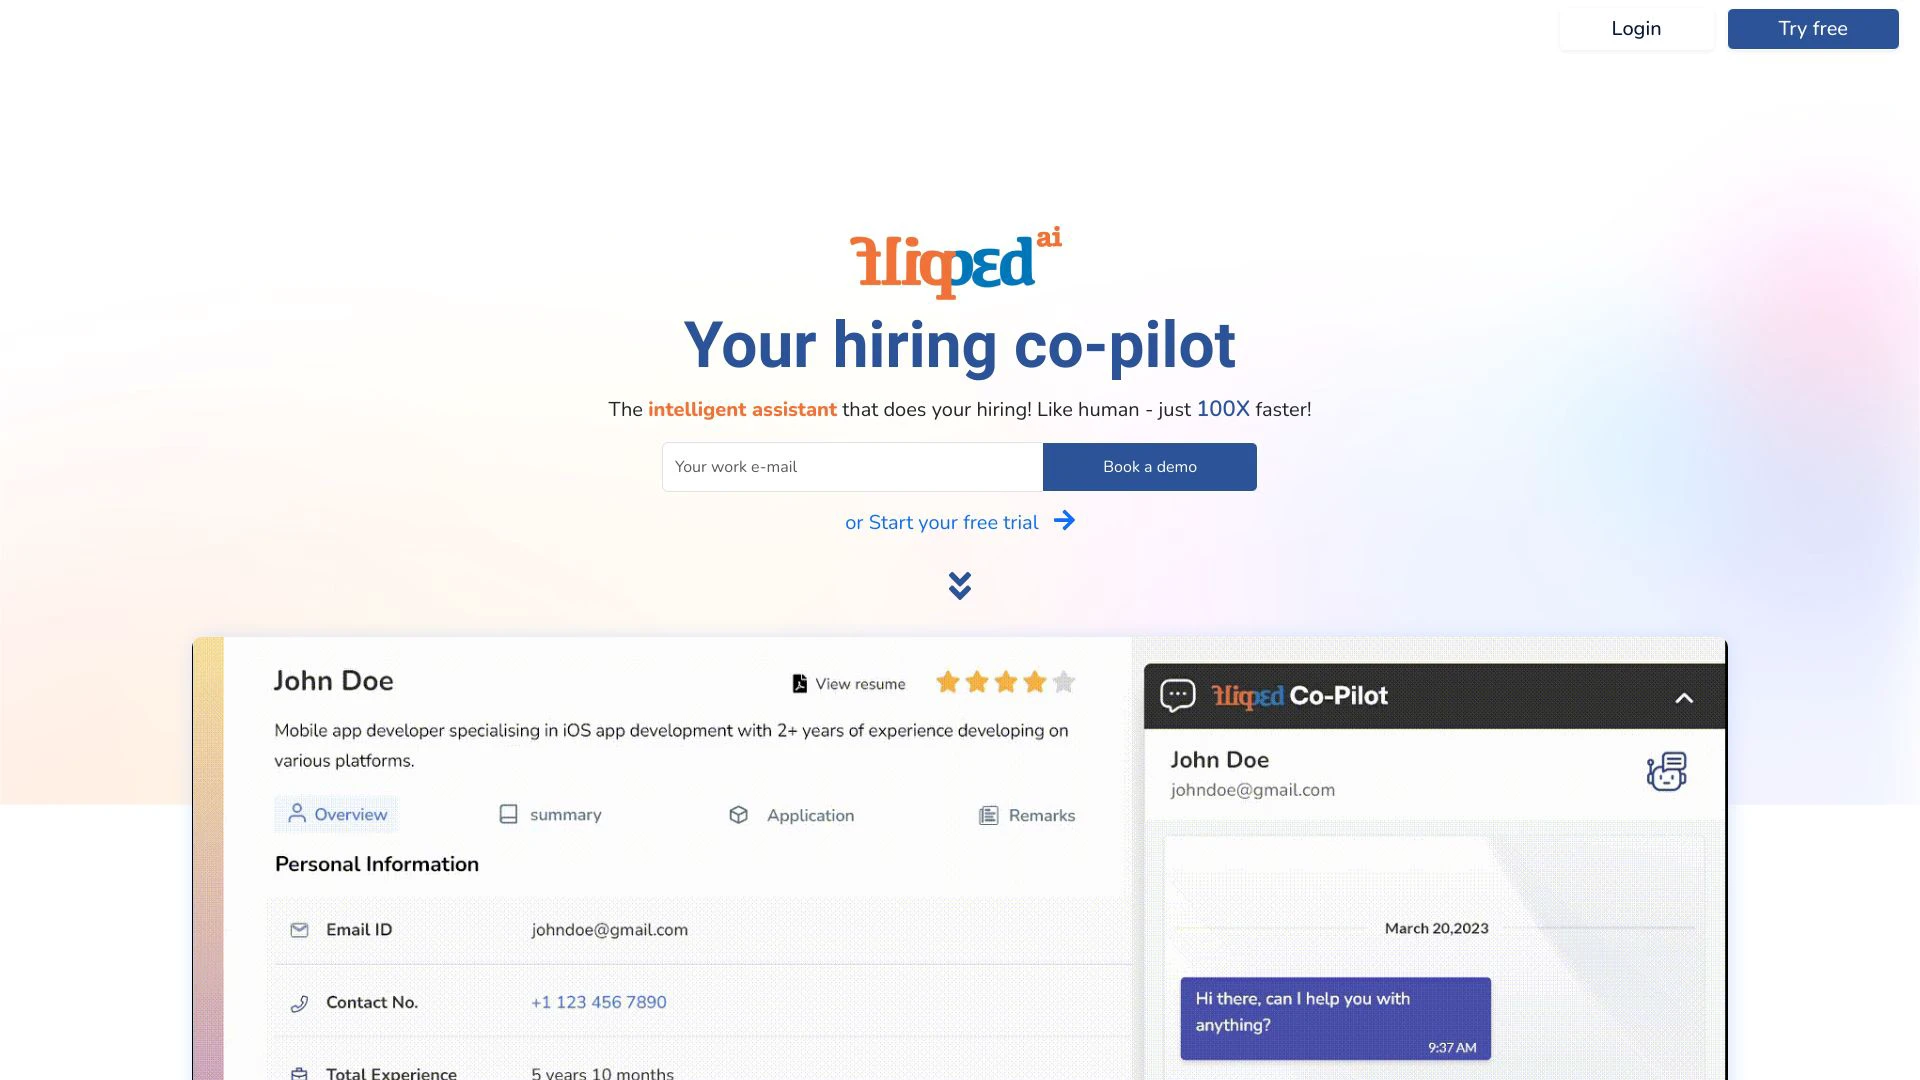 Login
Try free
flipped ai
Your hiring co-pilot
The intelligent assistant that does your hiring! Like human - just 100X faster!
Your work e-mail
Book a demo
or Start your free trial
John Doe
View resume
Mobile app developer specialising in iOS app development with 2+ years of experience developing on
various platforms.
Overview
summary
Application
Remarks
Personal Information
Email ID
johndoe@gmail.com
Contact No.
+1 123 456 7890
Total Experience
5 years 10 months
flipped Co-Pilot
John Doe
johndoe@gmail.com
March 20,2023
Hi there, can I help you with
anything?
9:37 AM